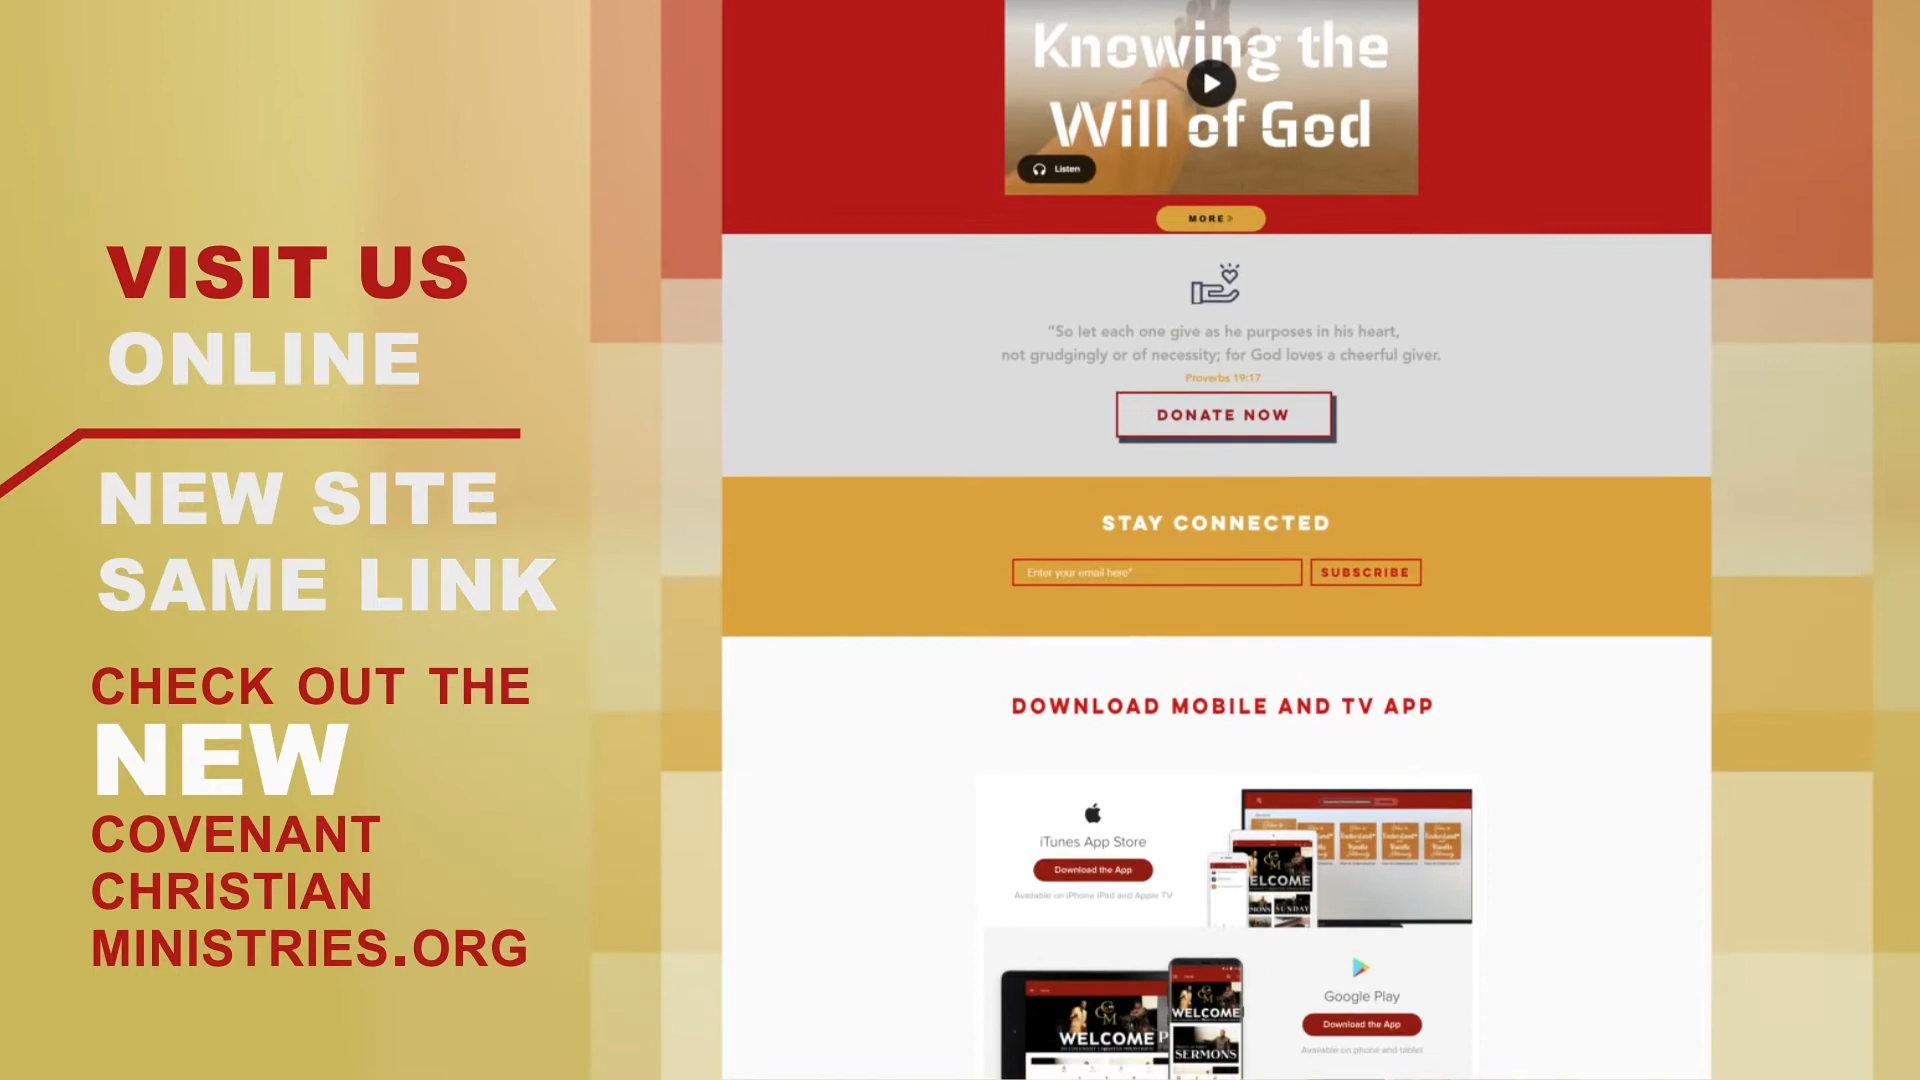 VISIT US
ONLINE
NEW SITE
SAME LINK
CHECK OUT THE
NEW
COVENANT
CHRISTIAN
MINISTRIES.ORG
Knowing the
Will of God
Listen
MORE
"So let each one give as he purposes in his heart,
not grudgingly or of necessity; for God loves a cheerful giver.
Proverbs 19:17
DONATE NOW
STAY CONNECTED
Enter your email here*
SUBSCRIBE
DOWNLOAD MOBILE AND TV APP
iTunes App Store
Download the App
Available on iPhone iPad and Apple TV
WELCOME
SUNDAY
Google Play
Download the App
Available on phone and tablet
WELCOME
WELCOME
SERMONS